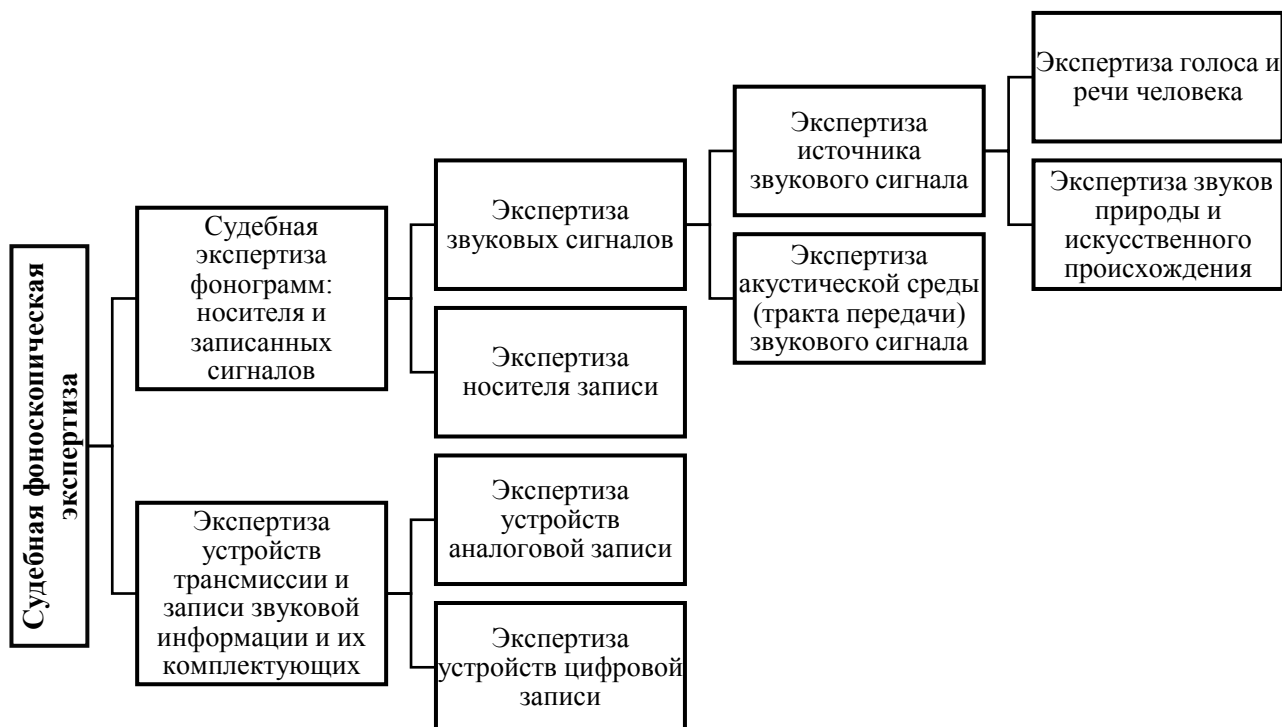 Судебная фоноскопическая
экспертиза
Судебная
экспертиза
фонограмм:
носителя и
записанных
сигналов
Экспертиза
устройств
трансмиссии и
записи звуковой
информации и их
комплектующих
Экспертиза
звуковых сигналов
Экспертиза
носителя записи
Экспертиза
устройств
аналоговой записи
Экспертиза
устройств цифровой
записи
Экспертиза
источника
звукового сигнала
Экспертиза
акустической среды
(тракта передачи)
звукового сигнала
Экспертиза голоса и
речи человека
Экспертиза звуков
природы и
искусственного
происхождения